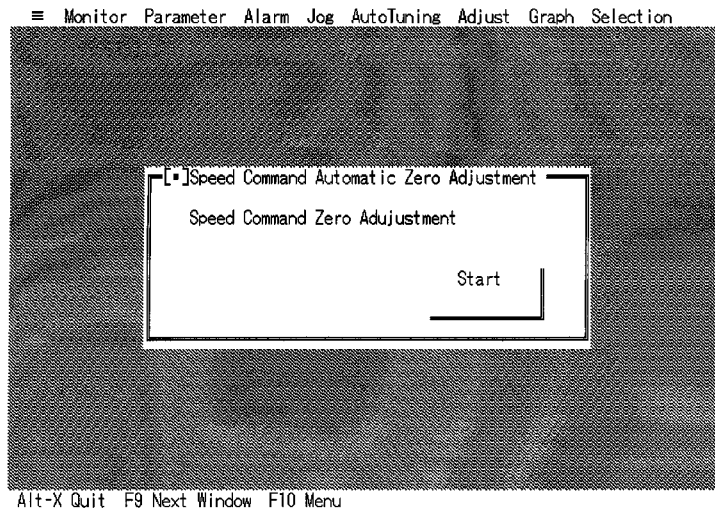 ≡ Monitor Parameter Alarm Jog AutoTuning Adjust Graph Selection
[▪]Speed Command Automatic Zero Adjustment
Speed Command Zero Adujustment
Start
Alt-X Quit F9 Next Window F10 Menu